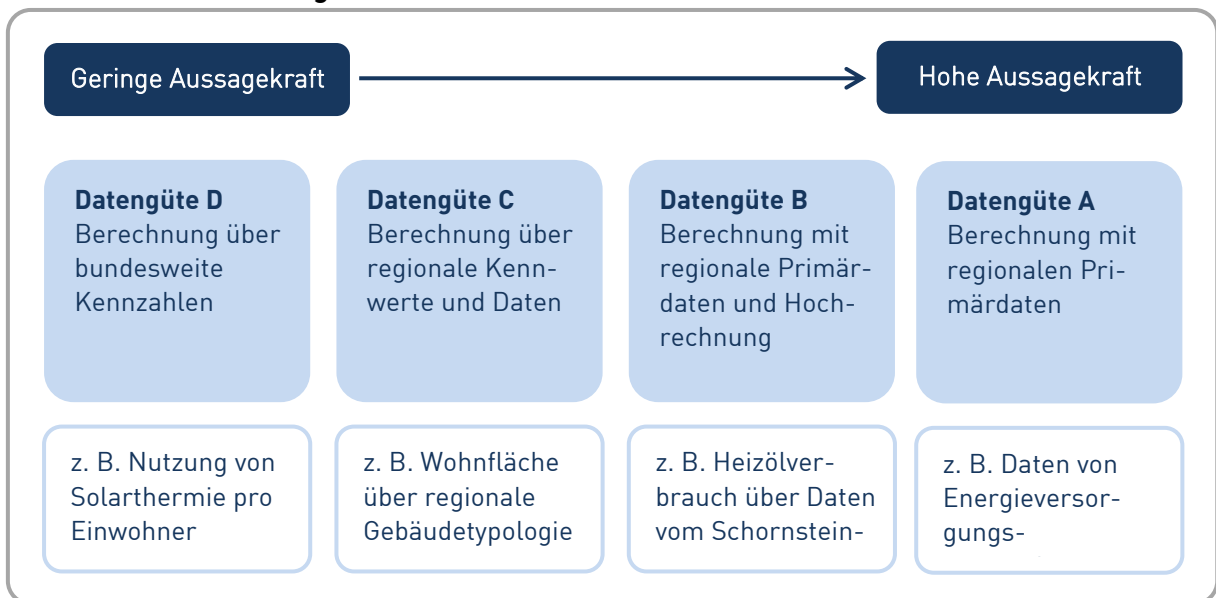 Geringe Aussagekraft
Hohe Aussagekraft
Datengüte D
Berechnung über
bundesweite
Kennzahlen
Datengüte C
Berechnung über
regionale Kenn-
werte und Daten
Datengüte B
Berechnung mit
regionale Primär-
daten und Hoch-
rechnung
Datengüte A
Berechnung mit
regionalen Pri-
märdaten
z. B. Nutzung von
Solarthermie pro
Einwohner
z. B. Wohnfläche
über regionale
Gebäudetypologie
z. B. Heizölver-
brauch über Daten
vom Schornstein-
z. B. Daten von
Energieversor-
gungs-